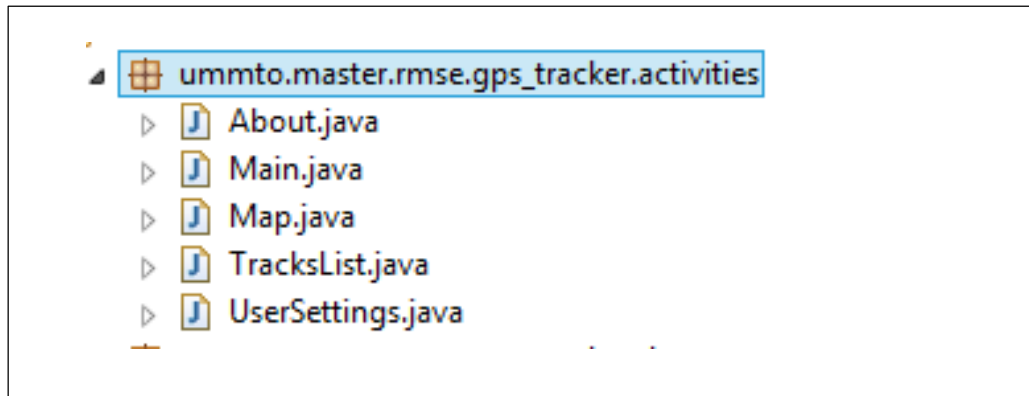 ummto.master.rmse.gps_tracker.activities
About.java
Main.java
Map.java
TracksList.java
UserSettings.java